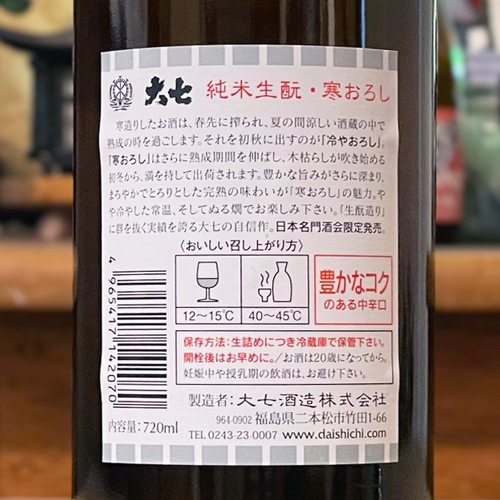 大七 純米生酛・寒おろし
寒造りしたお酒は、春先に搾られ、夏の間涼しい酒蔵の中で
熟成の時を過ごします。それを初秋に出すのが「冷やおろし」。
「寒おろし」はさらに熟成期間を伸ばし、木枯らしが吹き始める
初冬から、満を持して出荷されます。豊かな旨みがさらに深まり、
まろやかでとろりとした完熟の味わいが「寒おろし」の魅力。や
や冷やした常温、そしてぬる燗でお楽しみ下さい。「生酛造り」
に群を抜く実績を誇る大七の自信作。日本名門酒会限定発売。
〈おいしい召し上がり方〉
12〜15℃ 40〜45℃
豊かなコク
のある中辛口
保存方法:生詰めにつき冷蔵庫で保管下さい。
開栓後はお早めに。/お酒は20歳になってから。
妊娠中や授乳期の飲酒は、お避け下さい。
製造者:大七酒造株式会社
964-0902 福島県二本松市竹田1-66
内容量:720ml TEL 0243-23-0007 www.daishichi.com
4965417142070